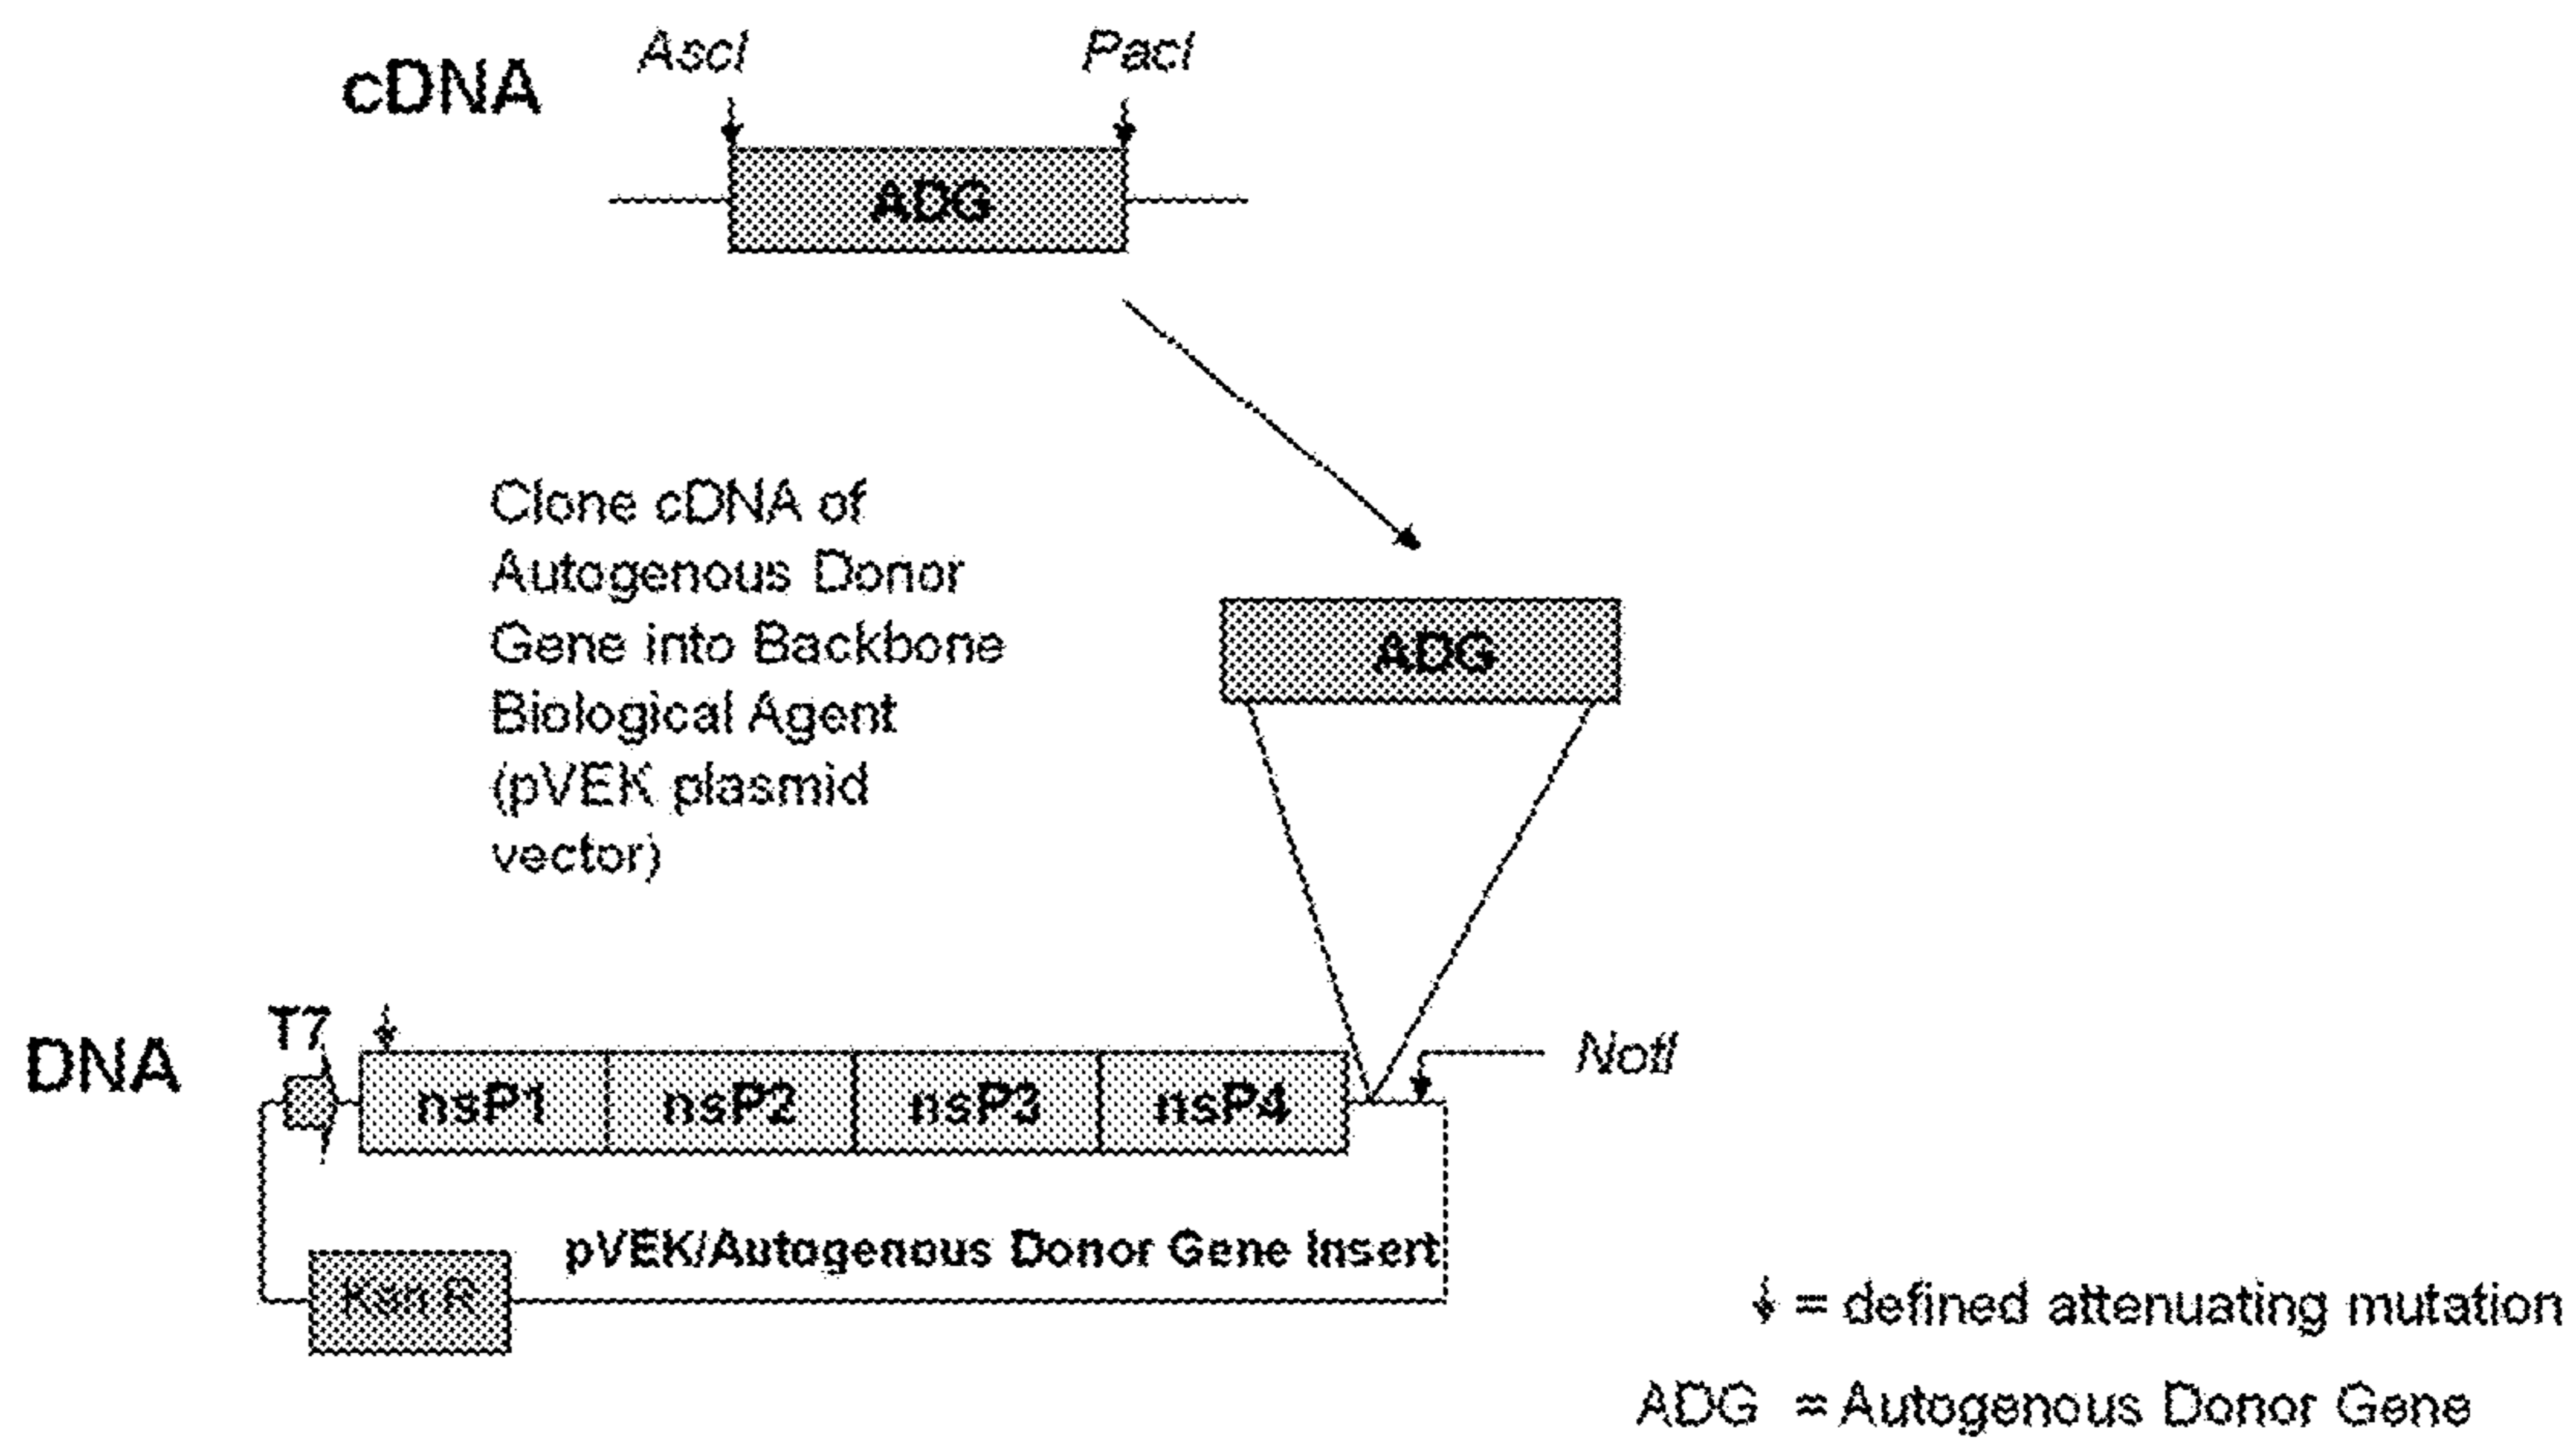 cDNA
AscI
PacI
ADG
Clone cDNA of
Autogenous Donor
Gene into Backbone
Biological Agent
(pVEK plasmid
vector)
ADG
DNA
T7
nsP1
nsP2
nsP3
nsP4
NotI
pVEK/Autogenous Donor Gene Insert
Kan R
= defined attenuating mutation
ADG = Autogenous Donor Gene